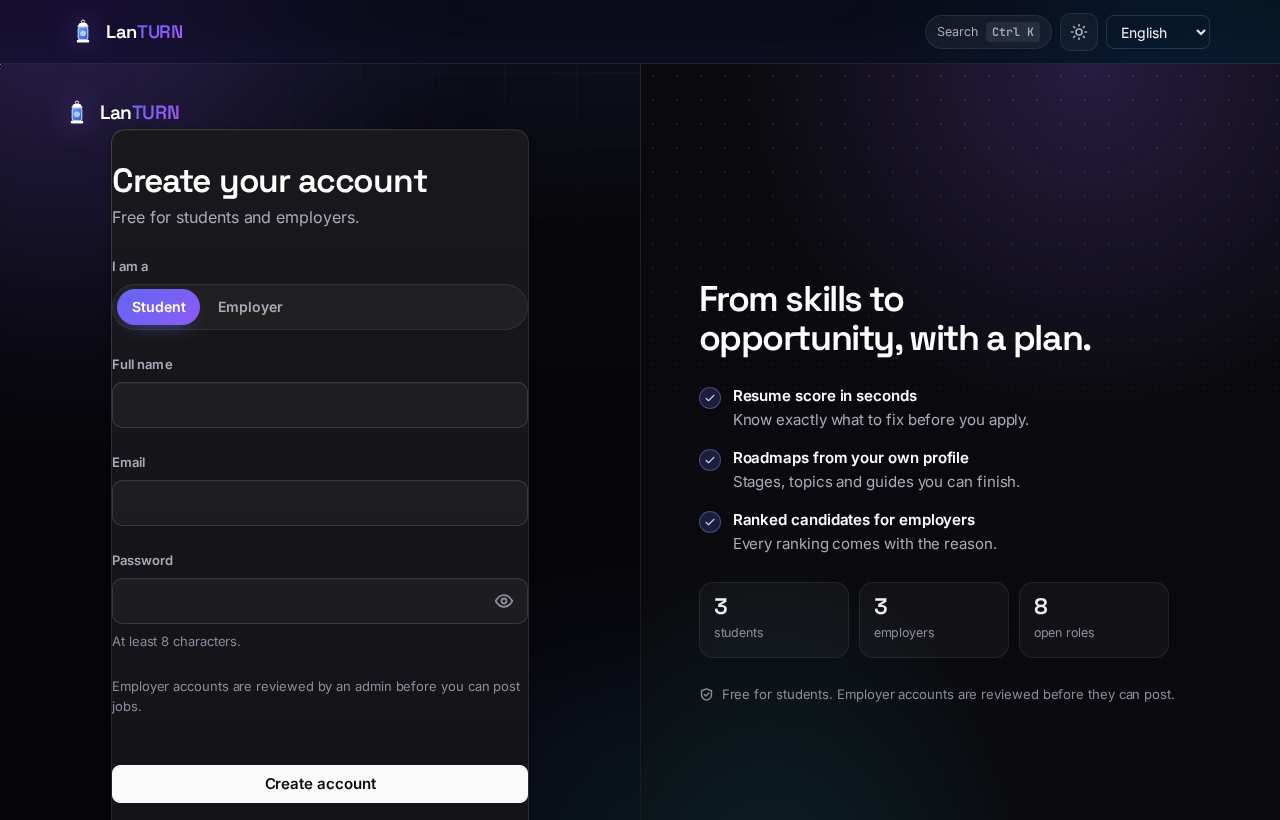 LanTURN
Search Ctrl K
English
LanTURN
Create your account
Free for students and employers.
I am a
Student Employer
Full name
Email
Password
At least 8 characters.
Employer accounts are reviewed by an admin before you can post
jobs.
Create account
From skills to
opportunity, with a plan.
Resume score in seconds
Know exactly what to fix before you apply.
Roadmaps from your own profile
Stages, topics and guides you can finish.
Ranked candidates for employers
Every ranking comes with the reason.
3 3 8
students employers open roles
Free for students. Employer accounts are reviewed before they can post.